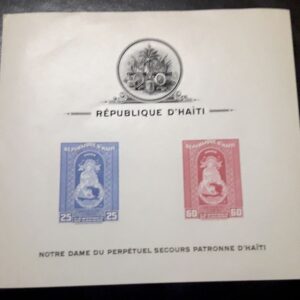 — RÉPUBLIQUE D'HAÏTI —
REPUBLIQUE D'HAITI
25 25
REPUBLIQUE D'HAITI
60 60
NOTRE DAME DU PERPÉTUEL SECOURS PATRONNE D'HAÏTI